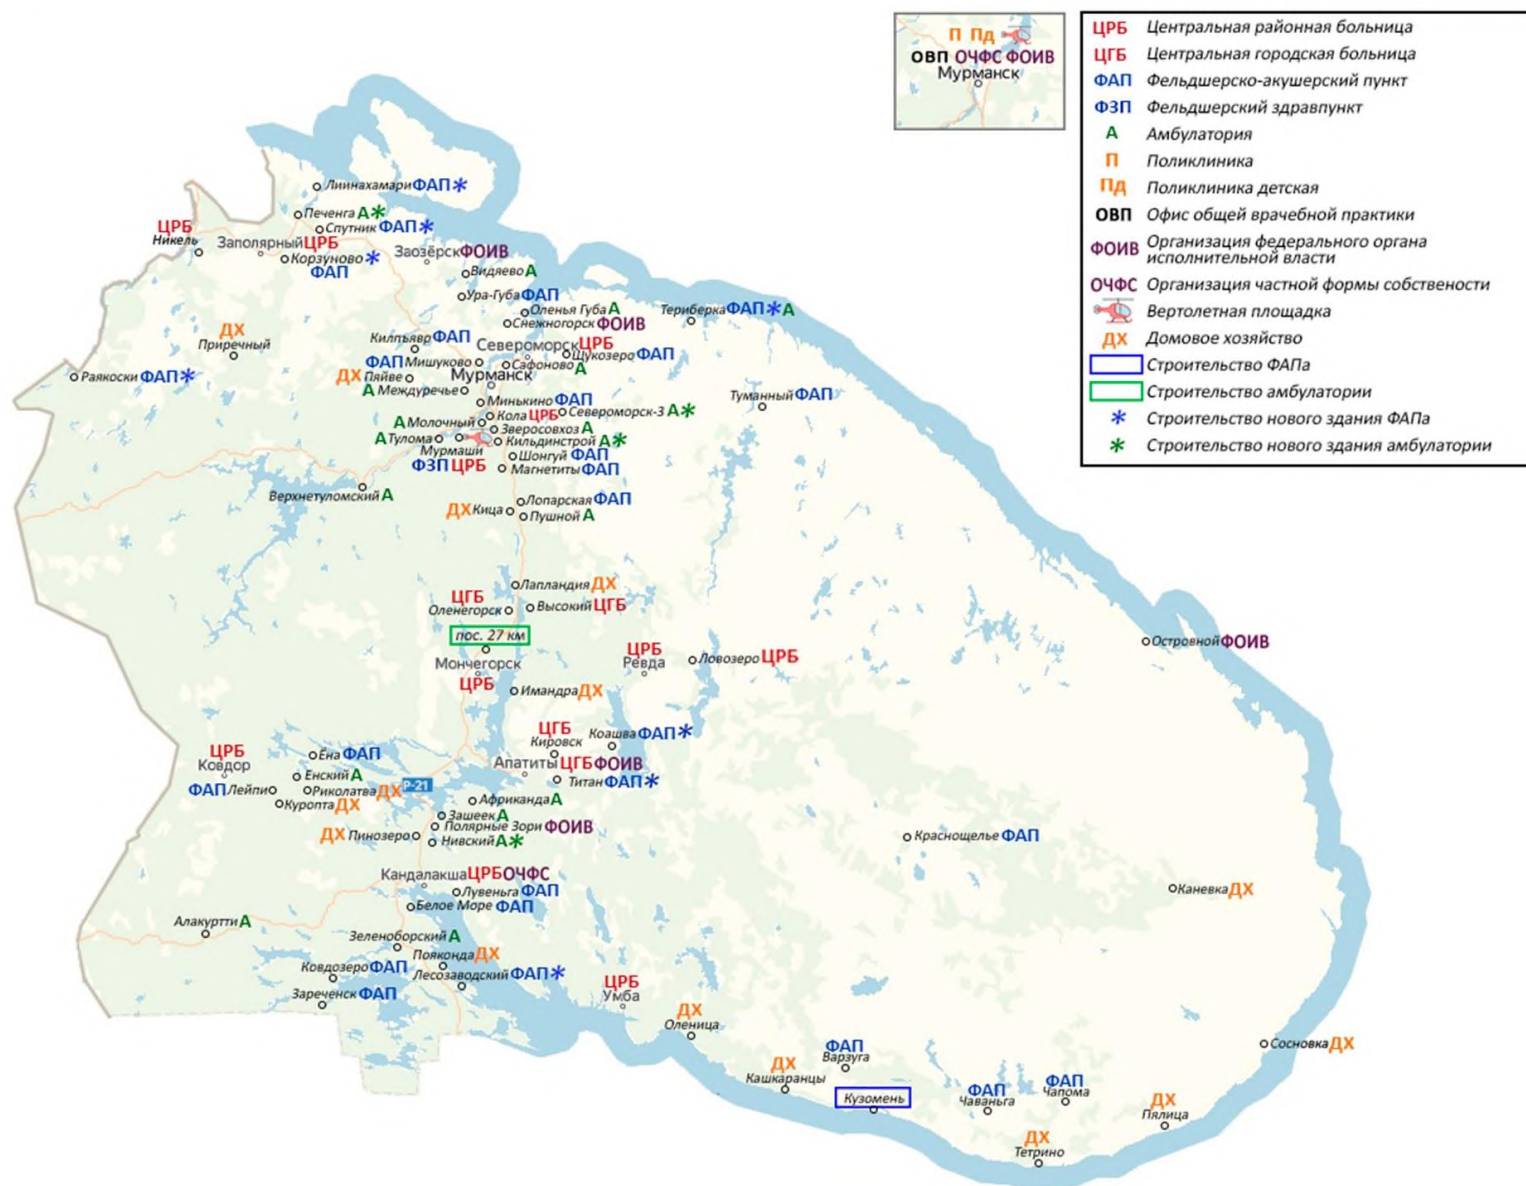 П Пд
ОВП ОЧФС ФОИВ
Мурманск
ЦРБ Центральная районная больница
ЦГБ Центральная городская больница
ФАП Фельдшерско-акушерский пункт
ФЗП Фельдшерский здравпункт
А Амбулатория
П Поликлиника
Пд Поликлиника детская
ОВП Офис общей врачебной практики
ФОИВ Организация федерального органа
исполнительной власти
ОЧФС Организация частной формы собствености
Вертолетная площадка
ДХ Домовое хозяйство
Строительство ФАПа
Строительство амбулатории
* Строительство нового здания ФАПа
* Строительство нового здания амбулатории
Лиинахамари ФАП *
Печенга А *
Спутник ФАП *
ЦРБ
Никель
Заполярный ЦРБ
Корзуново *
ФАП
Заозёрск ФОИВ
Видяево А
Ура-Губа ФАП
Оленья Губа А
Снежногорск ФОИВ
Териберка ФАП * А
ДХ
Приречный
Килпъявр ФАП
Североморск ЦРБ
Щукозеро ФАП
ФАП Мишуково
Сафоново А
Раякоски ФАП *
ДХ Пяйве
Мурманск
А Междуречье
Туманный ФАП
Минькино ФАП
Североморск-3 А *
Кола ЦРБ
А Молочный
Зверосовхоз А
А Тулома
Кильдинстрой А *
Мурмаши
ФЗП ЦРБ
Шонгуй ФАП
Магнетиты ФАП
Верхнетуломский А
Лопарская ФАП
ДХ Кица
Пушной А
Лапландия ДХ
ЦГБ
Оленегорск
Высокий ЦГБ
пос. 27 км
Мончегорск
ЦРБ
ЦРБ
Ревда
Ловозеро ЦРБ
Островной ФОИВ
Имандра ДХ
ЦГБ
Кировск
Коашва ФАП *
ЦРБ
Ковдор
Ёна ФАП
Апатиты ЦГБ ФОИВ
Енский А
Титан ФАП *
ФАП Лейпи
Риколатва ДХ
Р-21
Куропта ДХ
Африканда А
Зашеек А
Полярные Зори ФОИВ
ДХ Пинозеро
Нивский А *
Краснощелье ФАП
Кандалакша ЦРБ ОЧФС
Лувеньга ФАП
Каневка ДХ
Белое Море ФАП
Алакуртти А
Зеленоборский А
Пояконда ДХ
Ковдозеро ФАП
Лесозаводский ФАП *
Зареченск ФАП
ЦРБ
Умба
ДХ
Оленица
Сосновка ДХ
ФАП
Варзуга
ДХ
Кашкаранцы
Кузомень
ФАП
Чаваньга
ФАП
Чапома
ДХ
Пялица
ДХ
Тетрино